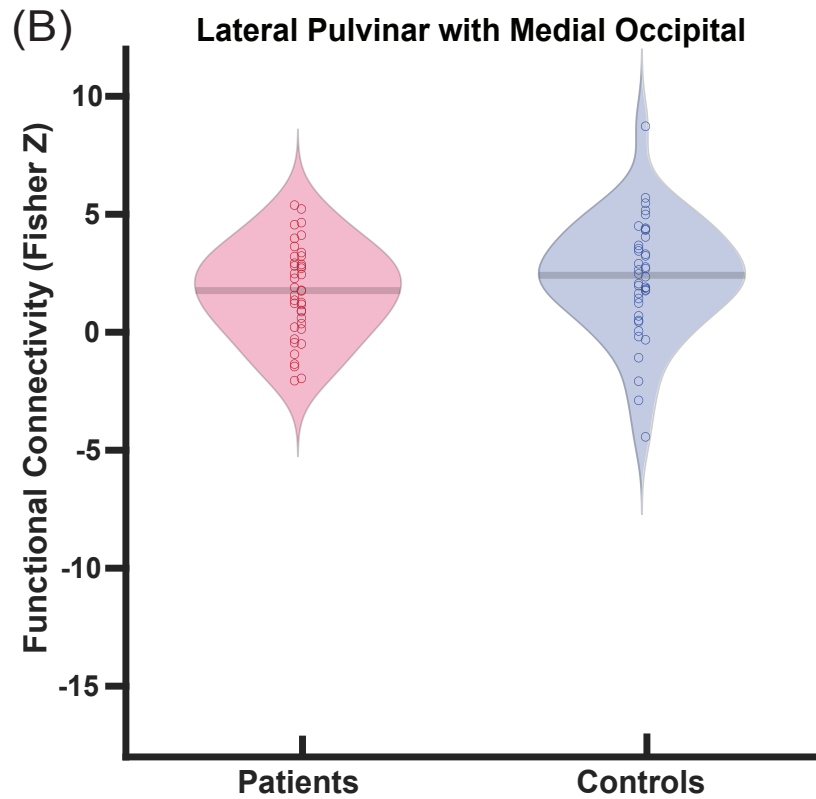 (B)
Lateral Pulvinar with Medial Occipital
Functional Connectivity (Fisher Z)
10
5
0
-5
-10
-15
Patients
Controls